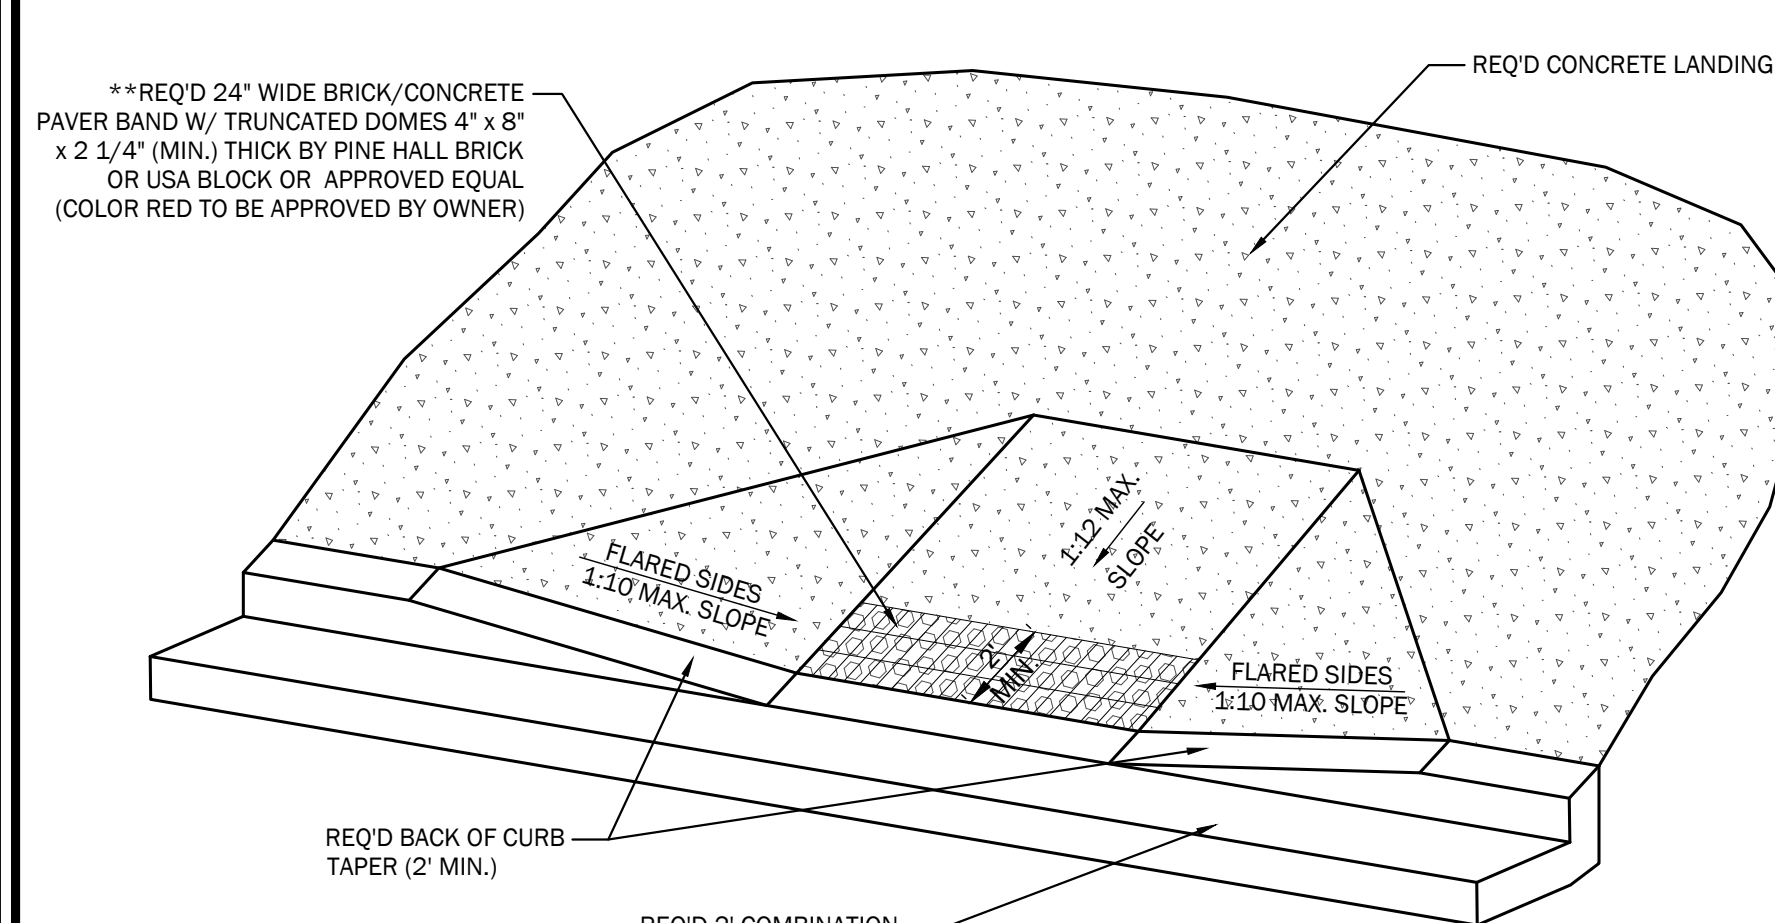 **REQ'D 24" WIDE BRICK/CONCRETE
PAVER BAND W/ TRUNCATED DOMES 4" x 8"
x 2 1/4" (MIN.) THICK BY PINE HALL BRICK
OR USA BLOCK OR APPROVED EQUAL
(COLOR RED TO BE APPROVED BY OWNER)
REQ'D CONCRETE LANDING
1:12 MAX.
SLOPE
FLARED SIDES
1:10 MAX. SLOPE
2'
MIN.
FLARED SIDES
1:10 MAX. SLOPE
REQ'D BACK OF CURB
TAPER (2' MIN.)
REQ'D 2' COMBINATION